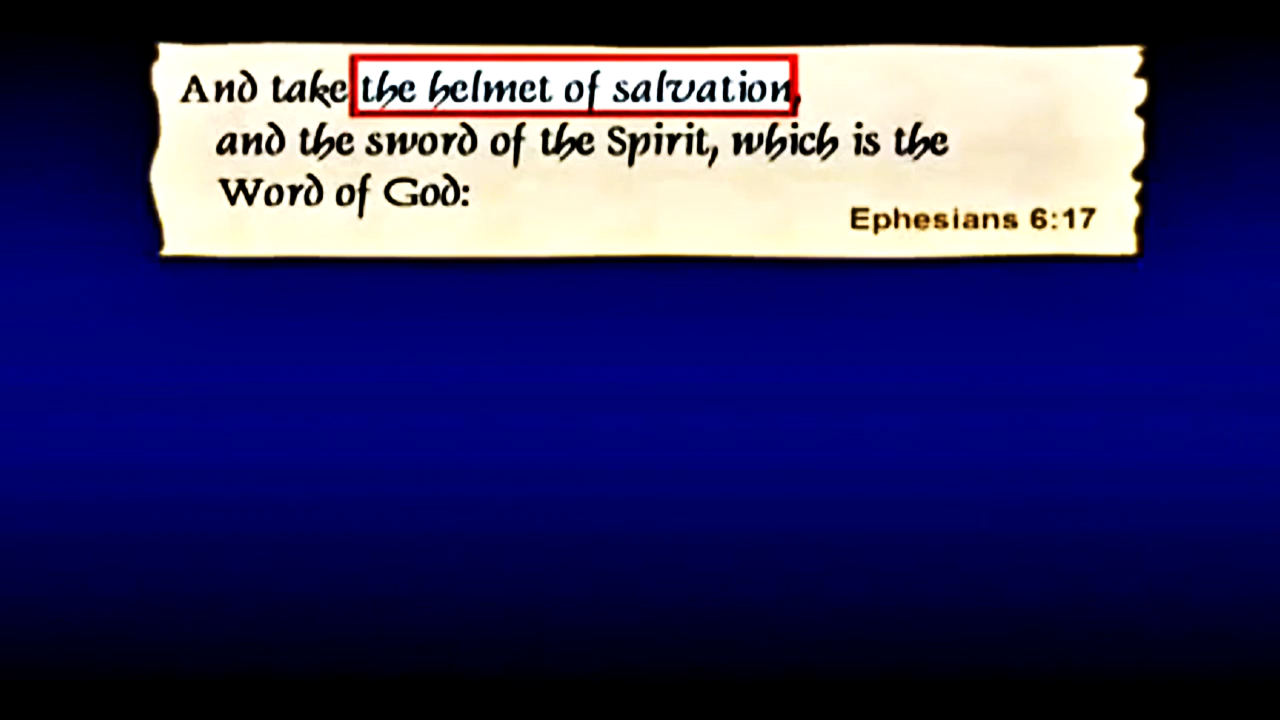 And take the helmet of salvation,
and the sword of the Spirit, which is the
Word of God:
Ephesians 6:17